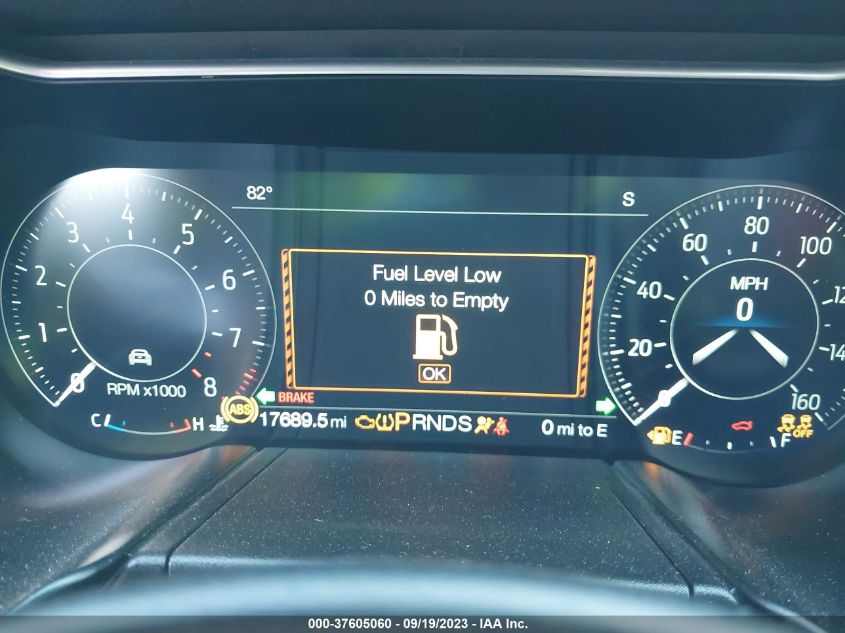 82° S
Fuel Level Low
0 Miles to Empty
OK
0 1 2 3 4 5 6 7 8
RPM x1000
C H
ABS
BRAKE
17689.5 mi PRNDS 0 mi to E
0 20 40 60 80 100 160
MPH
0
E F
OFF
000-37605060 - 09/19/2023 - IAA Inc.